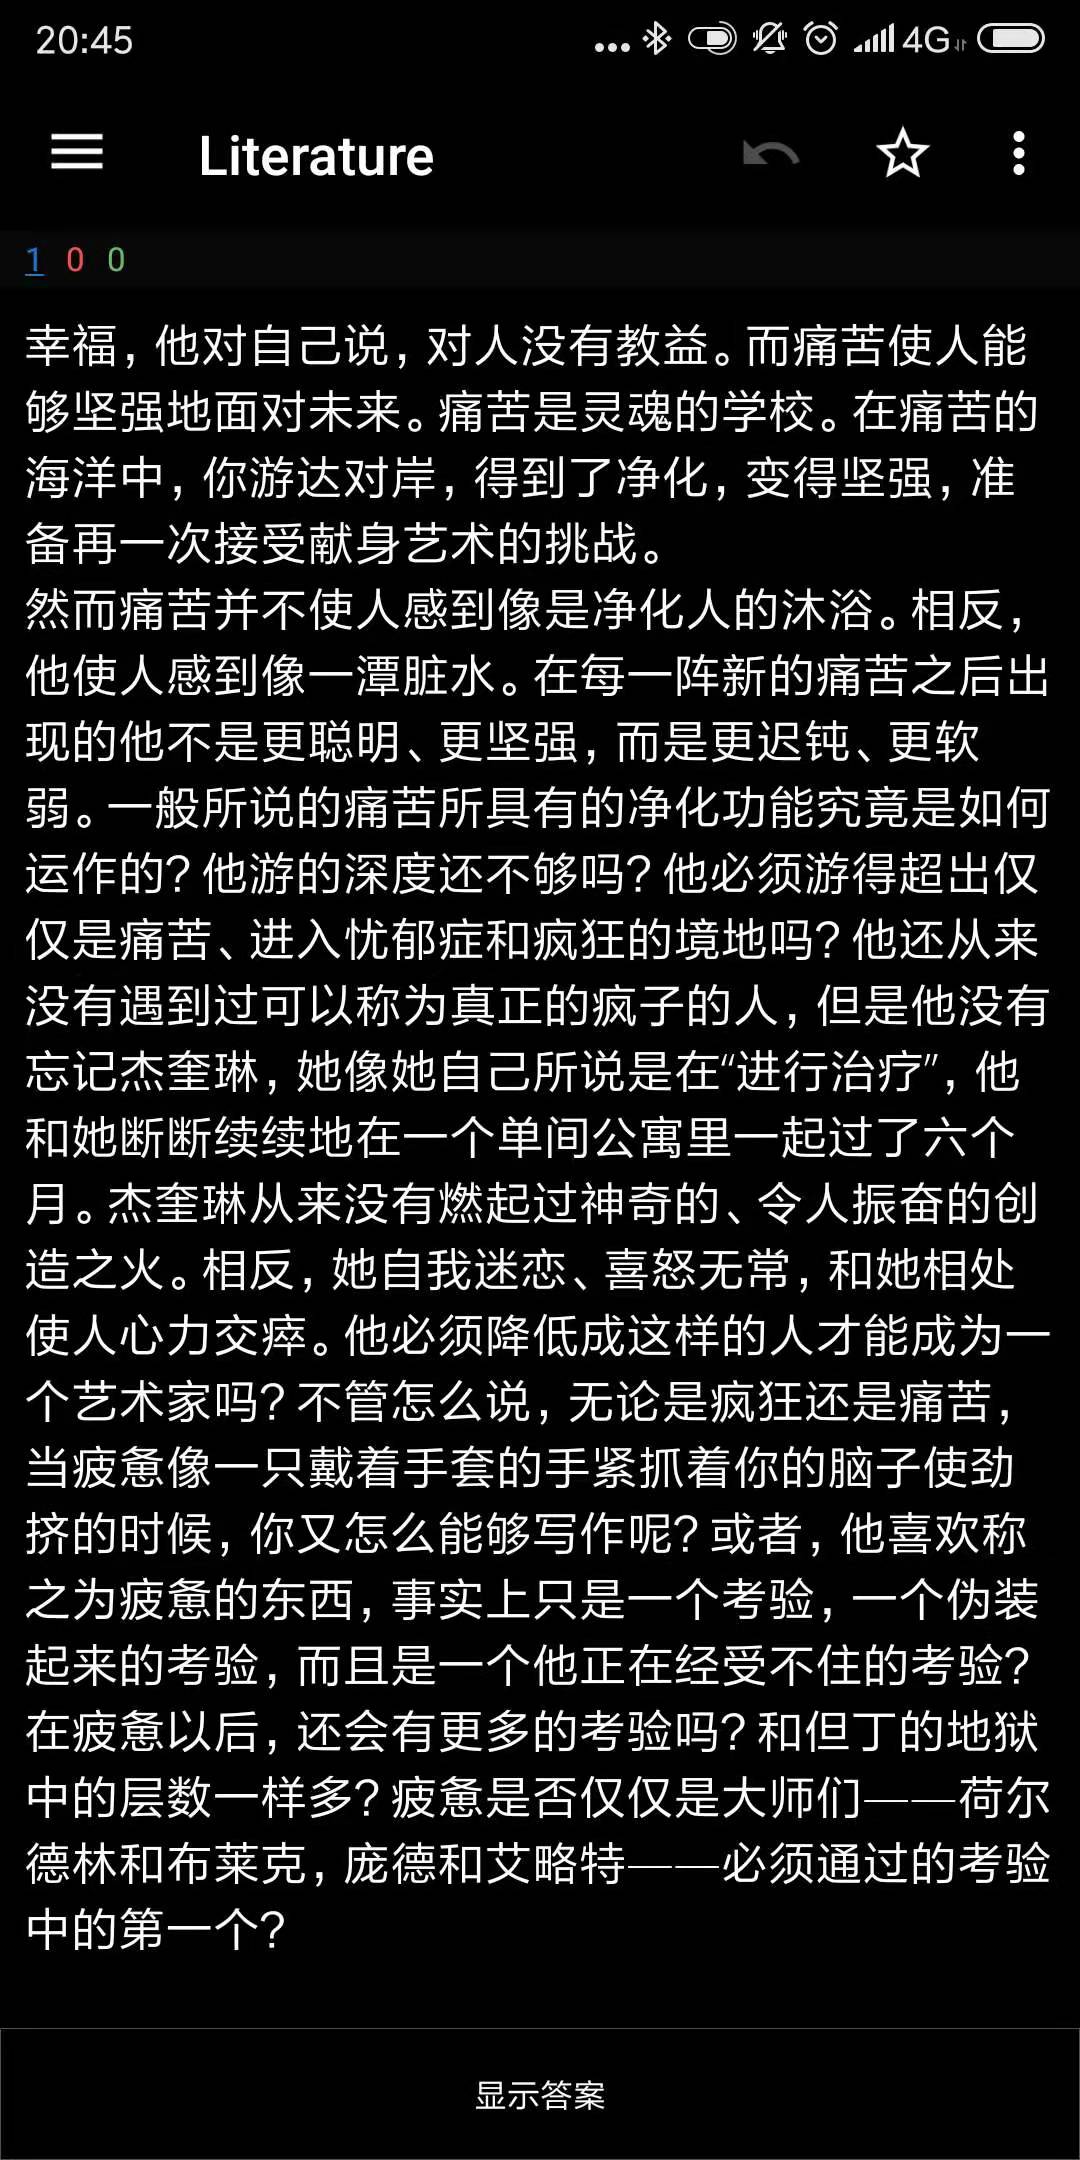 20:45
4G
Literature
1 0 0
幸福，他对自己说，对人没有教益。而痛苦使人能
够坚强地面对未来。痛苦是灵魂的学校。在痛苦的
海洋中，你游达对岸，得到了净化，变得坚强，准
备再一次接受献身艺术的挑战。
然而痛苦并不使人感到像是净化人的沐浴。相反，
他使人感到像一潭脏水。在每一阵新的痛苦之后出
现的他不是更聪明、更坚强，而是更迟钝、更软
弱。一般所说的痛苦所具有的净化功能究竟是如何
运作的？他游的深度还不够吗？他必须游得超出仅
仅是痛苦、进入忧郁症和疯狂的境地吗？他还从来
没有遇到过可以称为真正的疯子的人，但是他没有
忘记杰奎琳，她像她自己所说是在“进行治疗”，他
和她断断续续地在一个单间公寓里一起过了六个
月。杰奎琳从来没有燃起过神奇的、令人振奋的创
造之火。相反，她自我迷恋、喜怒无常，和她相处
使人心力交瘁。他必须降低成这样的人才能成为一
个艺术家吗？不管怎么说，无论是疯狂还是痛苦，
当疲惫像一只戴着手套的手紧抓着你的脑子使劲
挤的时候，你又怎么能够写作呢？或者，他喜欢称
之为疲惫的东西，事实上只是一个考验，一个伪装
起来的考验，而且是一个他正在经受不住的考验？
在疲惫以后，还会有更多的考验吗？和但丁的地狱
中的层数一样多？疲惫是否仅仅是大师们——荷尔
德林和布莱克，庞德和艾略特——必须通过的考验
中的第一个？
显示答案